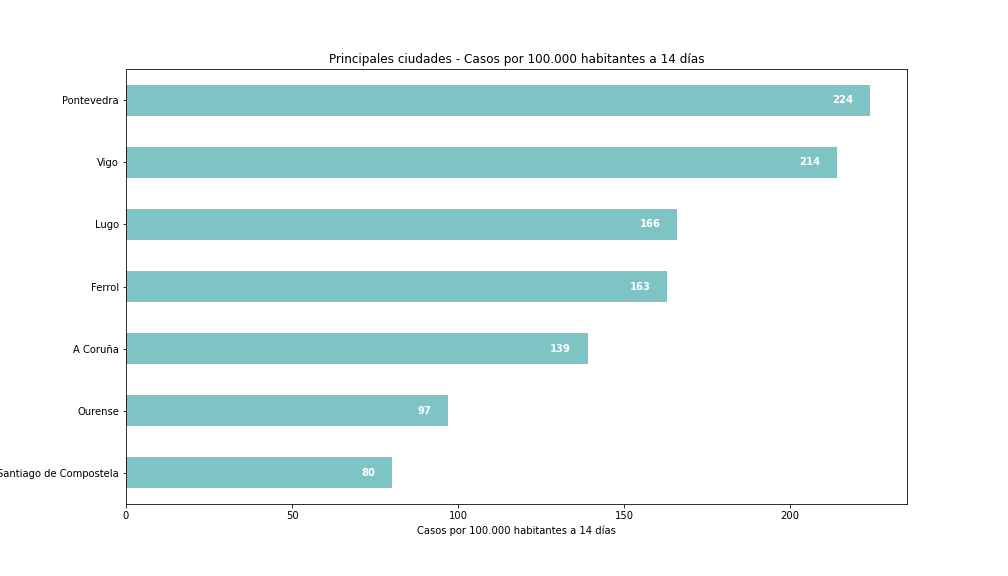 Principales ciudades - Casos por 100.000 habitantes a 14 días
Pontevedra 224
Vigo 214
Lugo 166
Ferrol 163
A Coruña 139
Ourense 97
Santiago de Compostela 80
0 50 100 150 200
Casos por 100.000 habitantes a 14 días